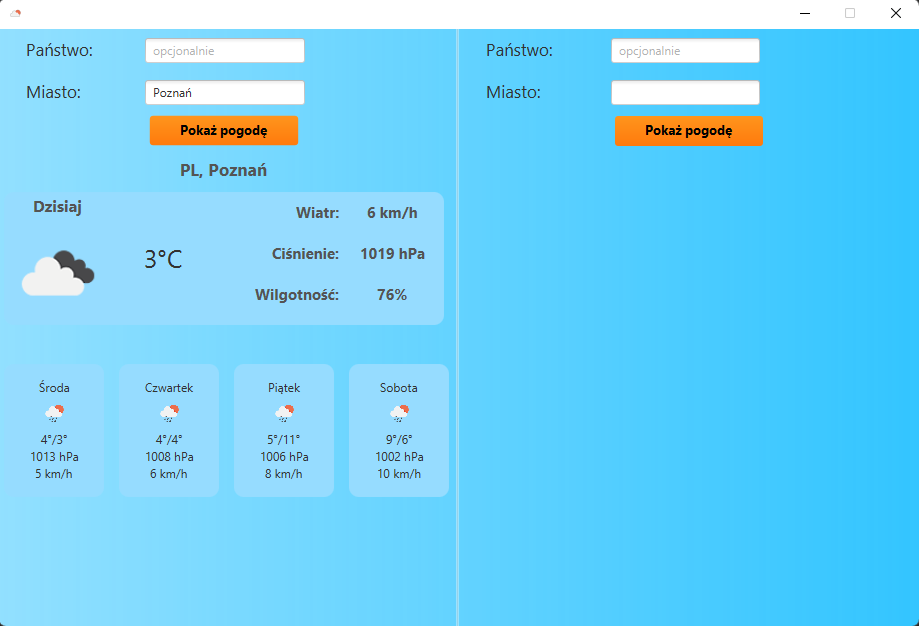 Państwo:
opcjonalnie
Miasto:
Poznań
Pokaż pogodę
PL, Poznań
Dzisiaj
3°C
Wiatr: 6 km/h
Ciśnienie: 1019 hPa
Wilgotność: 76%
Środa
4°/3°
1013 hPa
5 km/h
Czwartek
4°/4°
1008 hPa
6 km/h
Piątek
5°/11°
1006 hPa
8 km/h
Sobota
9°/6°
1002 hPa
10 km/h
Państwo:
opcjonalnie
Miasto:
Pokaż pogodę